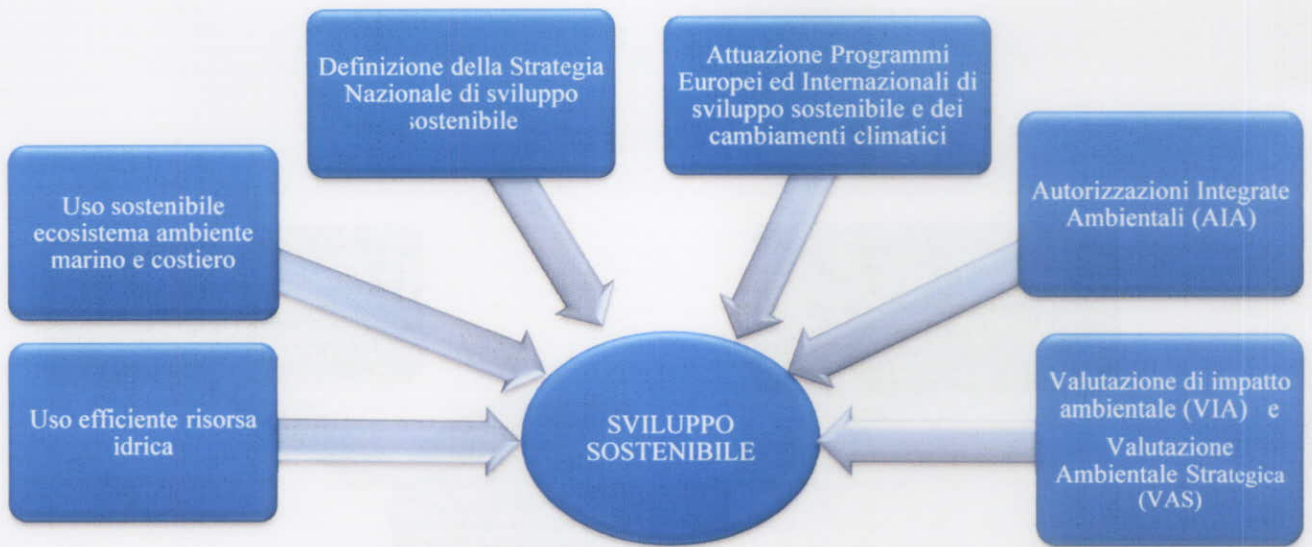 Definizione della Strategia
Nazionale di sviluppo
sostenibile
Attuazione Programmi
Europei ed Internazionali di
sviluppo sostenibile e dei
cambiamenti climatici
Uso sostenibile
ecosistema ambiente
marino e costiero
Autorizzazioni Integrate
Ambientali (AIA)
Uso efficiente risorsa
idrica
SVILUPPO
SOSTENIBILE
Valutazione di impatto
ambientale (VIA) e
Valutazione
Ambientale Strategica
(VAS)